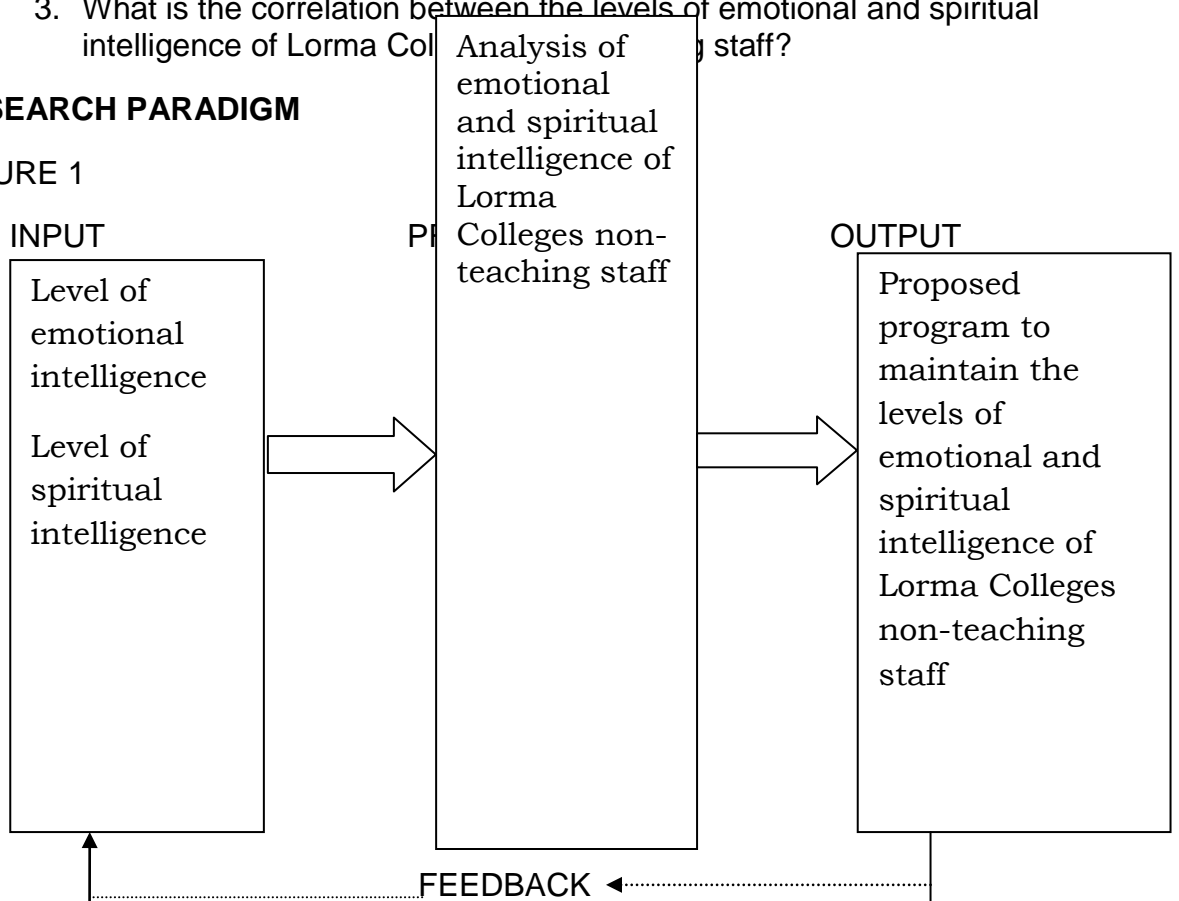 3. What is the correlation between the levels of emotional and spiritual
intelligence of Lorma Col g staff?
SEARCH PARADIGM
URE 1
INPUT
Level of
emotional
intelligence
Level of
spiritual
intelligence
P
Analysis of
emotional
and spiritual
intelligence of
Lorma
Colleges non-
teaching staff
OUTPUT
Proposed
program to
maintain the
levels of
emotional and
spiritual
intelligence of
Lorma Colleges
non-teaching
staff
FEEDBACK